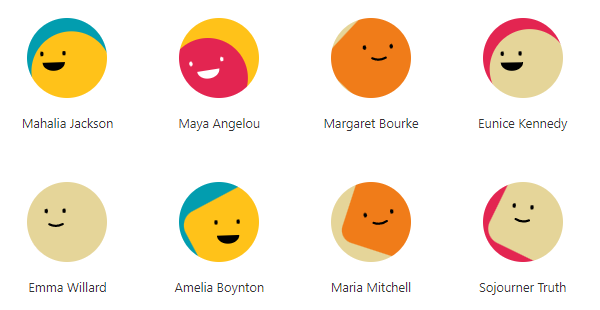 Mahalia Jackson
Maya Angelou
Margaret Bourke
Eunice Kennedy
Emma Willard
Amelia Boynton
Maria Mitchell
Sojourner Truth